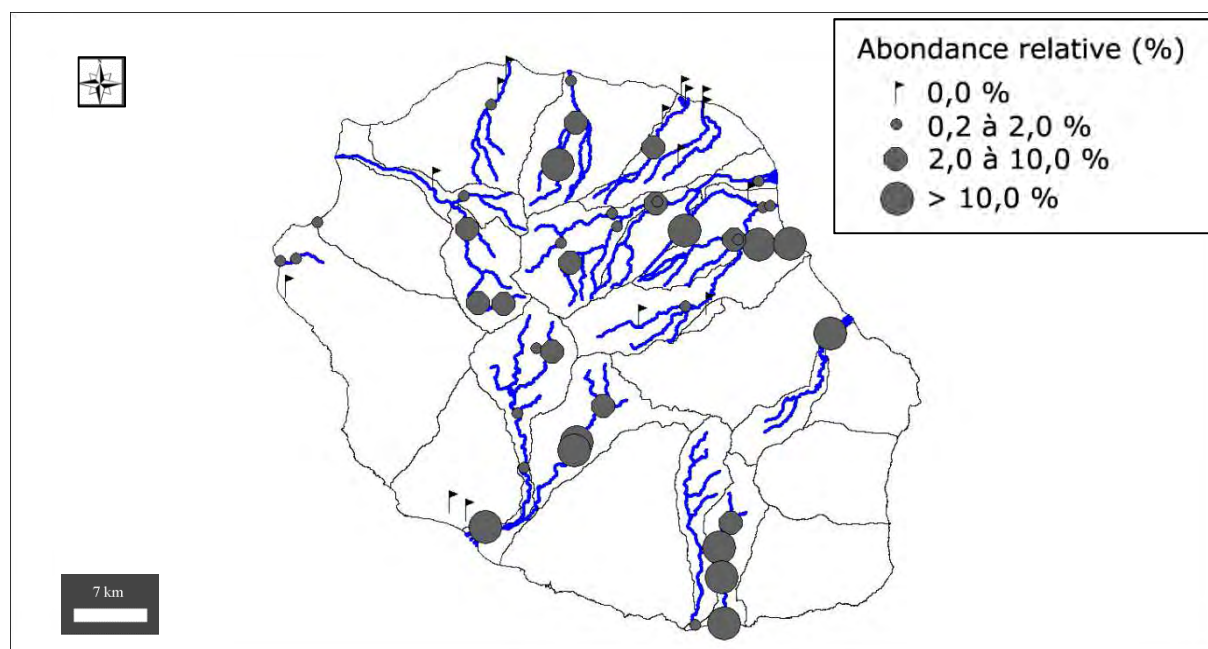 Abondance relative (%)
0,0 %
0,2 à 2,0 %
2,0 à 10,0 %
> 10,0 %
7 km